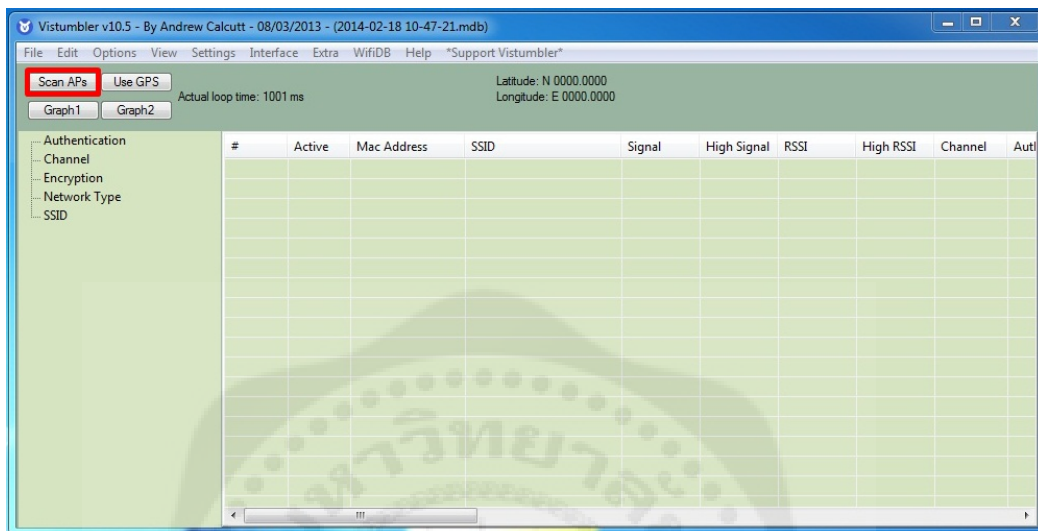 Vistumbler v10.5 - By Andrew Calcutt - 08/03/2013 - (2014-02-18 10-47-21.mdb)
File Edit Options View Settings Interface Extra WifiDB Help *Support Vistumbler*
Scan APs Use GPS
Actual loop time: 1001 ms
Latitude: N 0000.0000
Longitude: E 0000.0000
Graph1 Graph2
Authentication
Channel
Encryption
Network Type
SSID
# Active Mac Address SSID Signal High Signal RSSI High RSSI Channel Autl